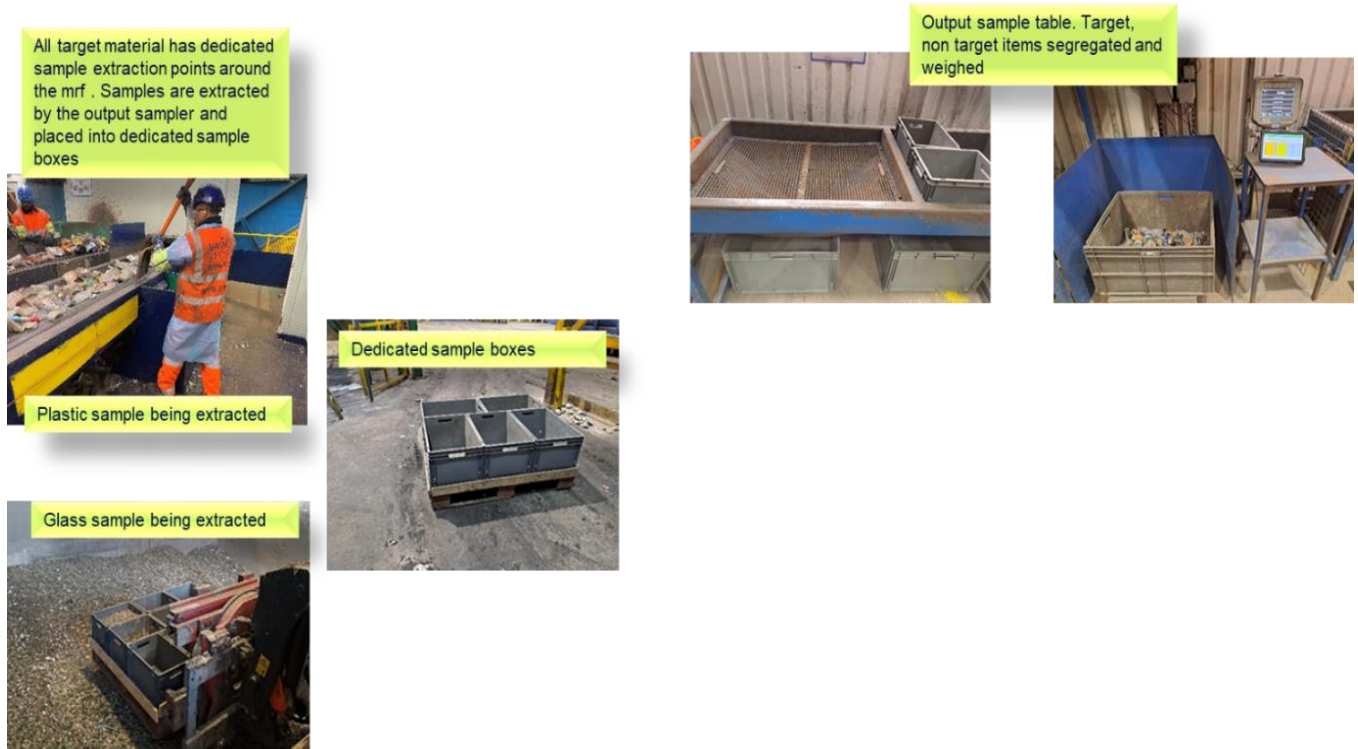 All target material has dedicated
sample extraction points around
the mrf . Samples are extracted
by the output sampler and
placed into dedicated sample
boxes
Plastic sample being extracted
Glass sample being extracted
Dedicated sample boxes
Output sample table. Target,
non target items segregated and
weighed